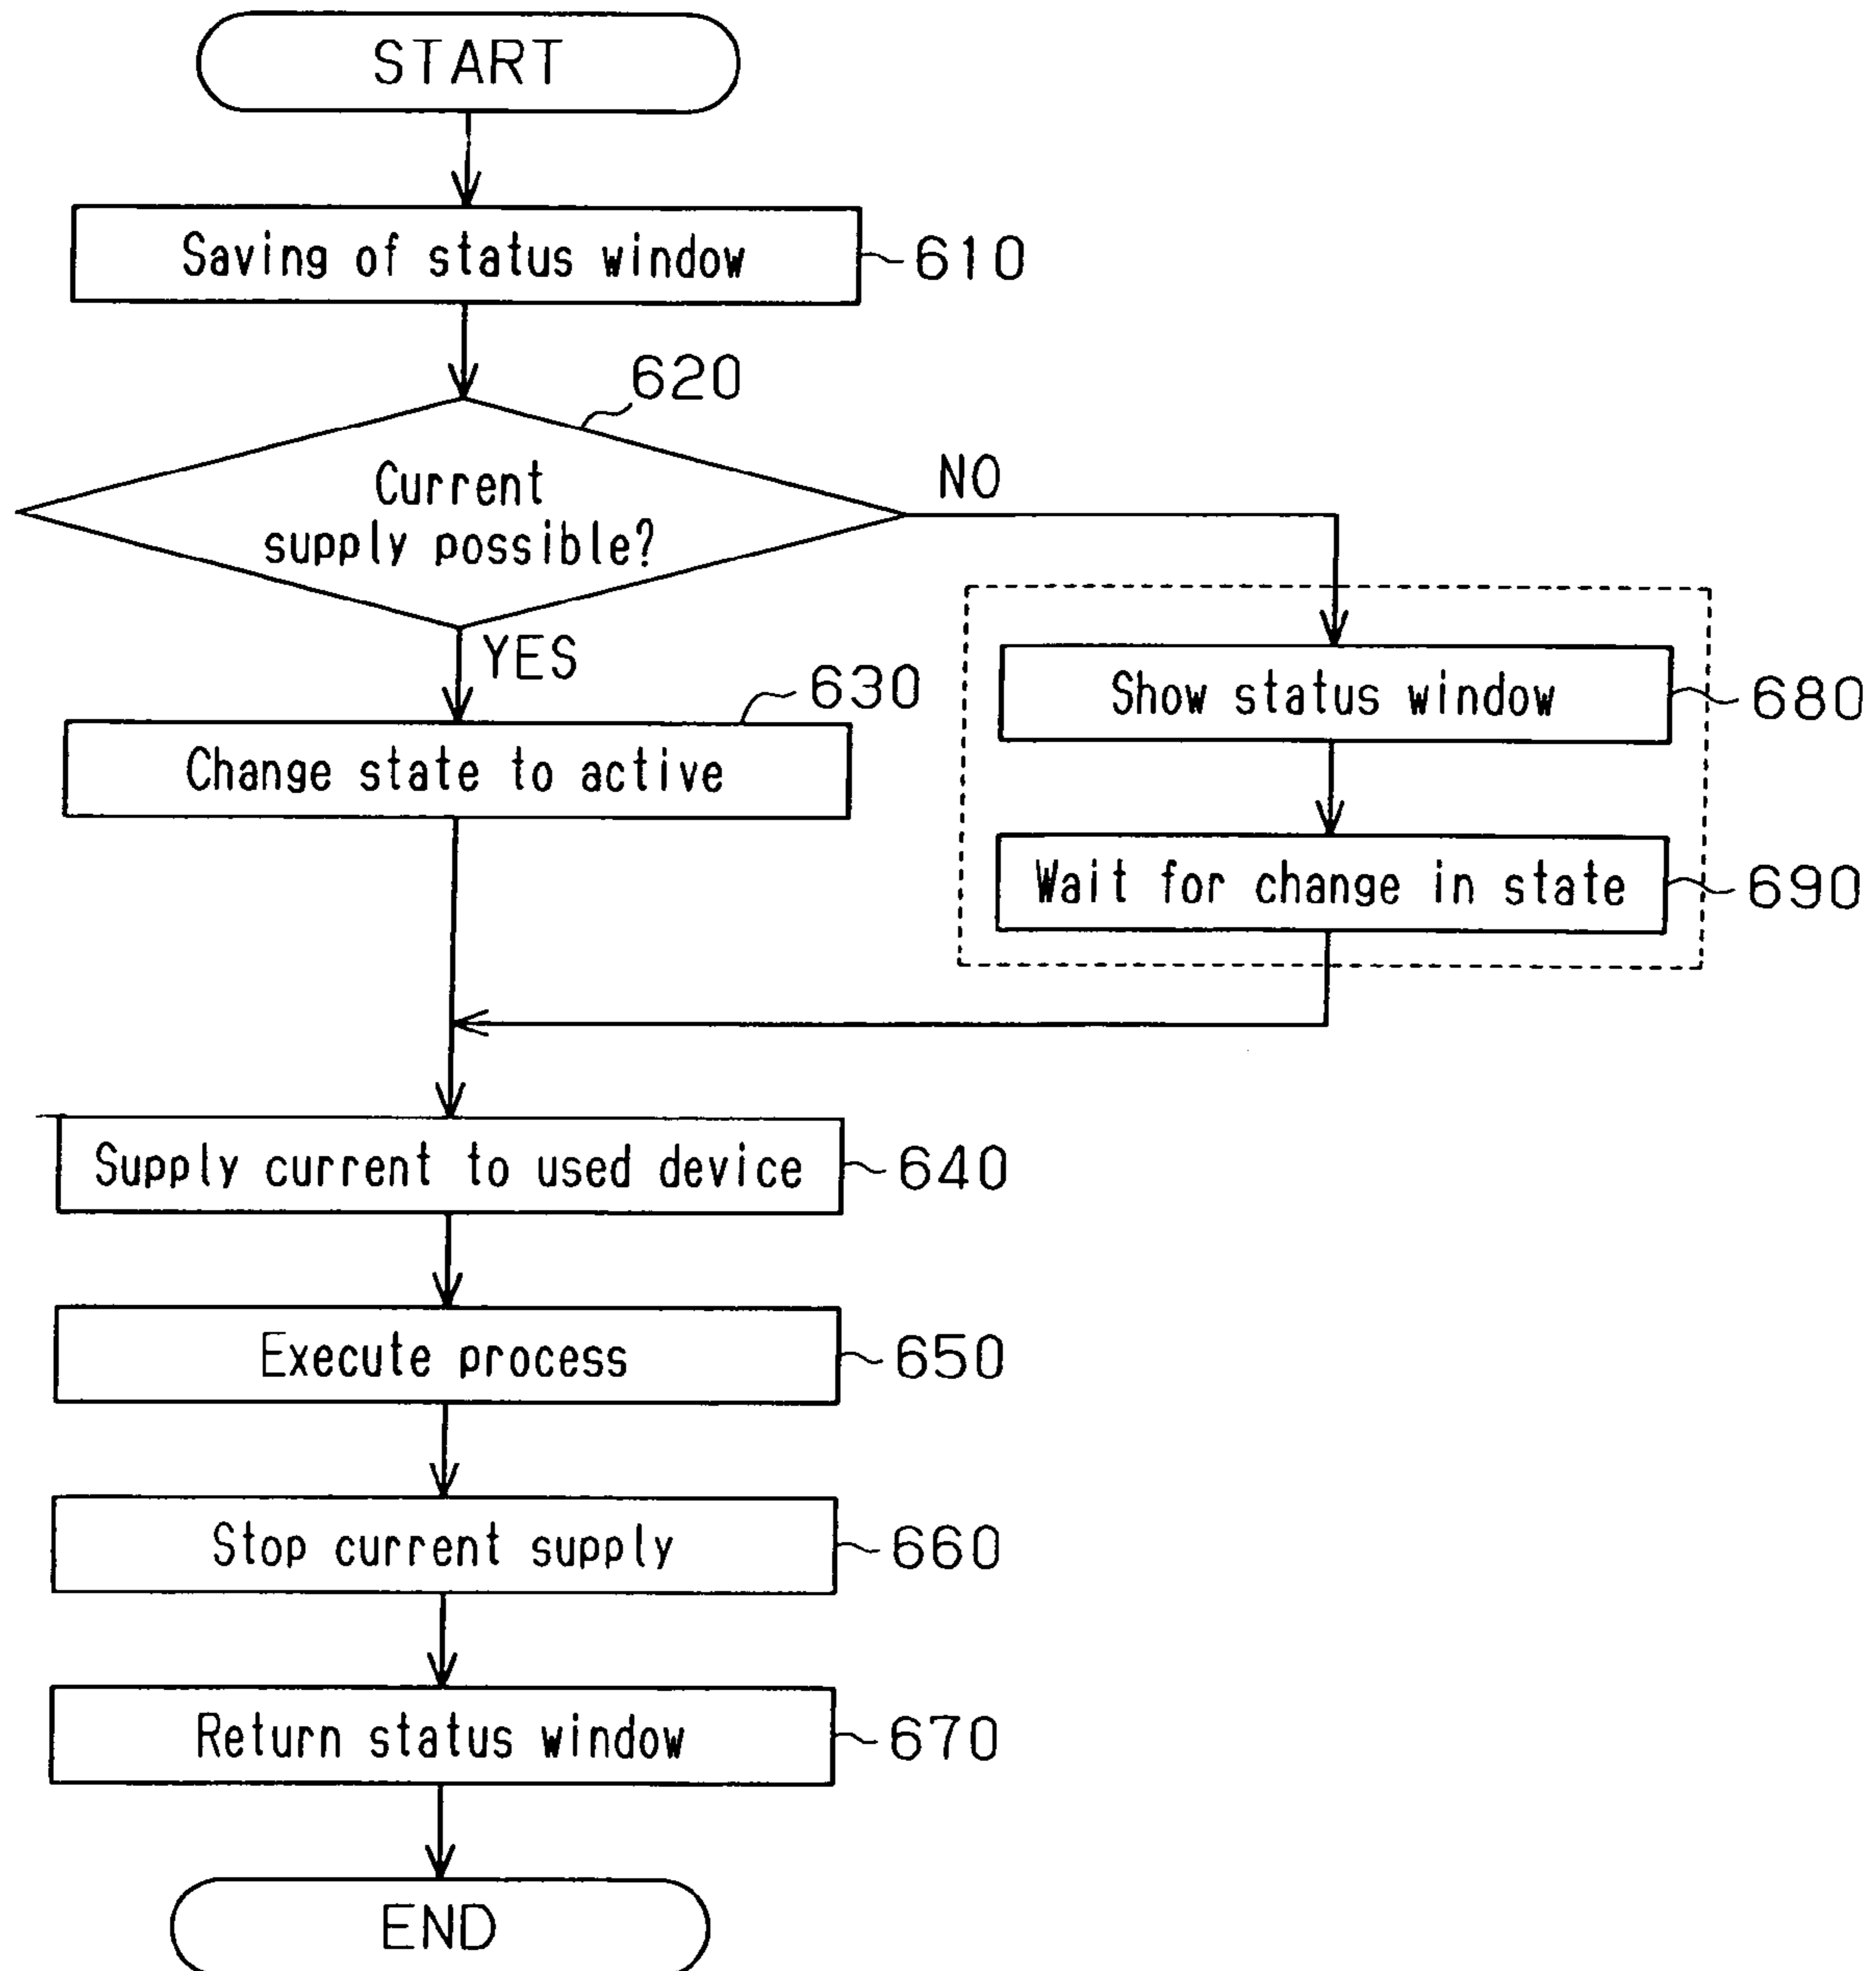 START
Saving of status window
610
620
Current
supply possible?
NO
YES
630
Change state to active
Show status window
680
Wait for change in state
690
Supply current to used device
640
Execute process
650
Stop current supply
660
Return status window
670
END